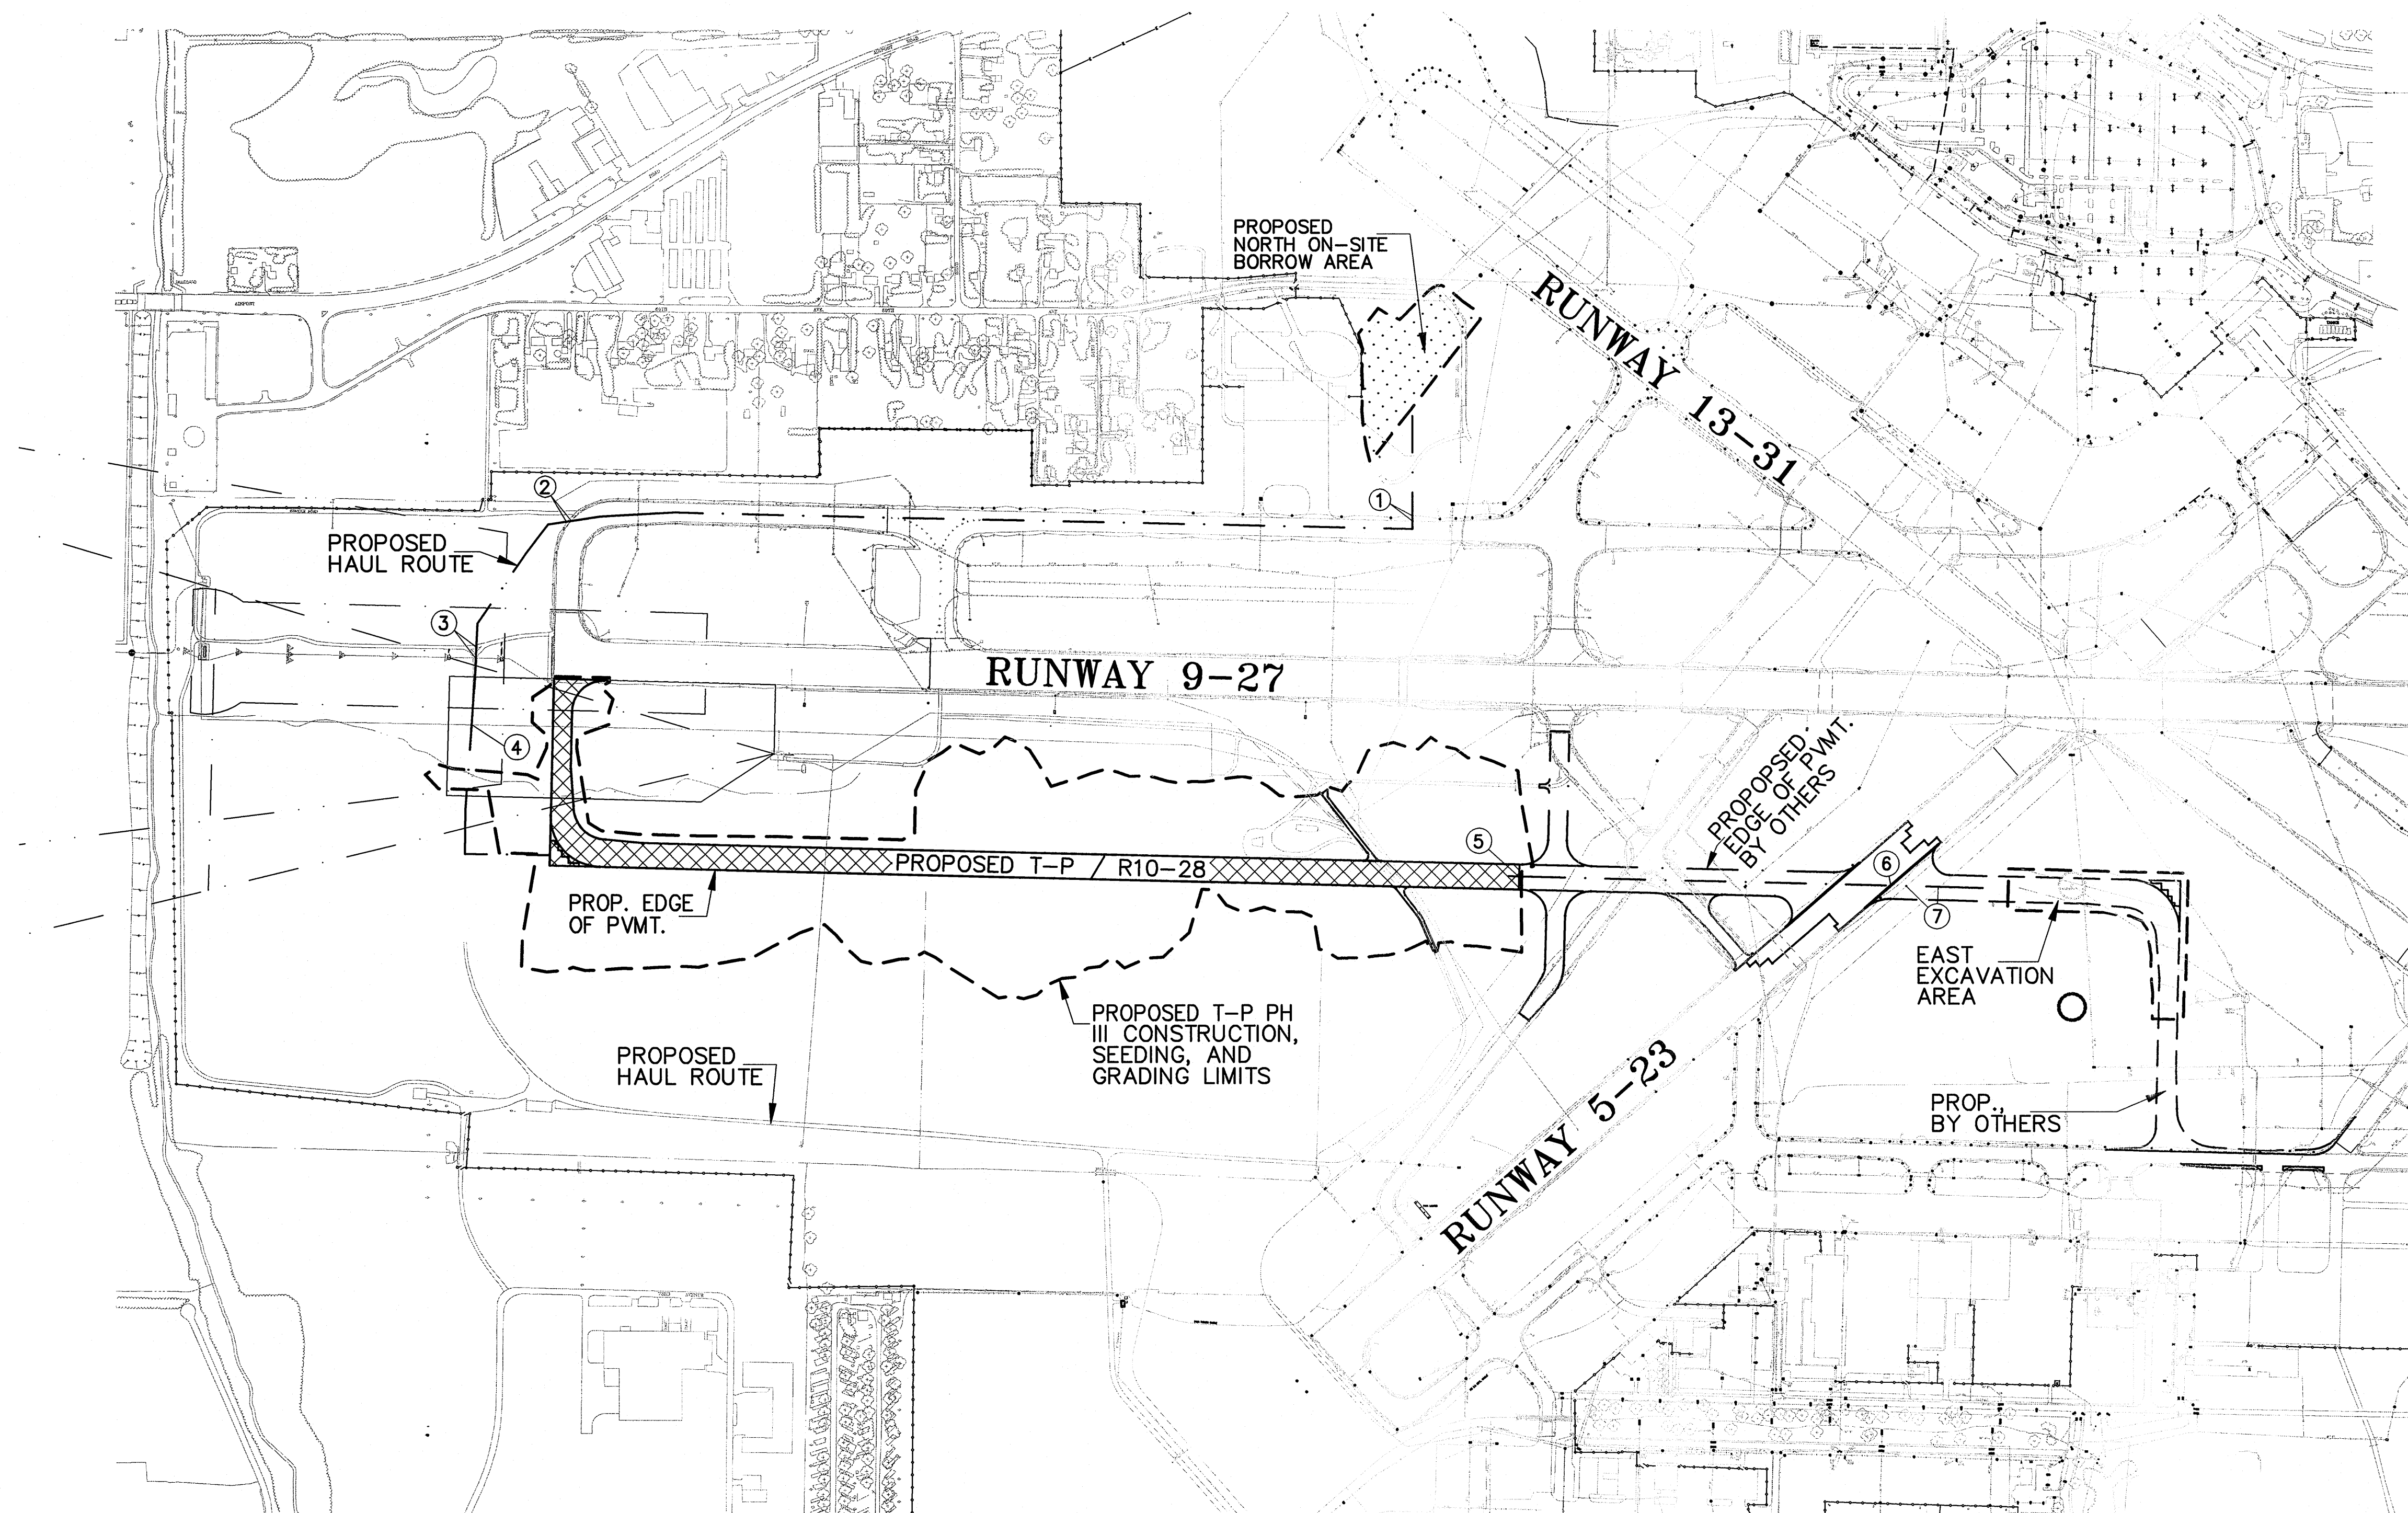 PROPOSED
NORTH ON-SITE
BORROW AREA
RUNWAY 13-31
2
1
PROPOSED
HAUL ROUTE
3
RUNWAY 9-27
4
PROPOPSED.
EDGE OF PVMT.
BY OTHERS
5
PROPOSED T-P / R10-28
6
7
PROP. EDGE
OF PVMT.
EAST
EXCAVATION
AREA
PROPOSED T-P PH
III CONSTRUCTION,
SEEDING, AND
GRADING LIMITS
PROPOSED
HAUL ROUTE
RUNWAY 5-23
PROP.,
BY OTHERS